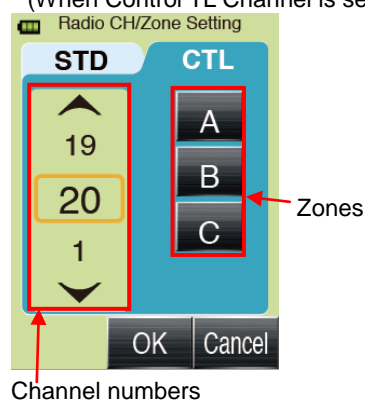 (When Control TL Channel is se
Radio CH/Zone Setting
STD CTL
19
20
1
A
B
C
Zones
OK Cancel
Channel numbers